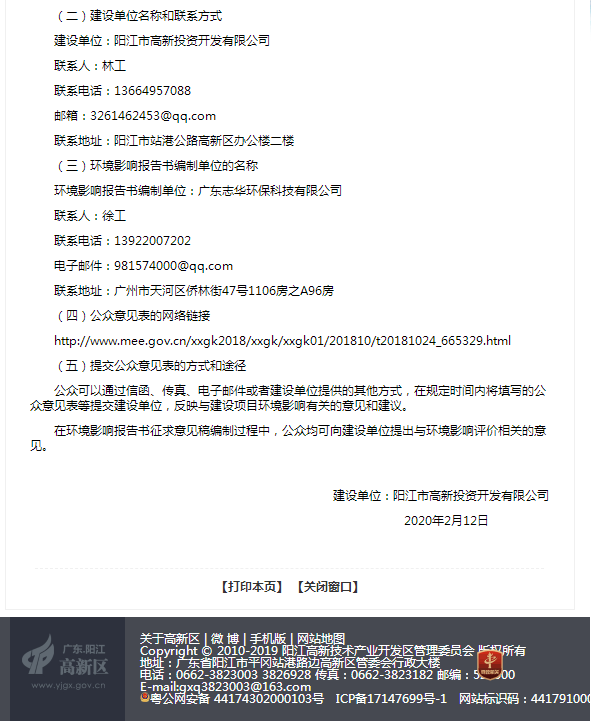 （二）建设单位名称和联系方式
建设单位：阳江市高新投资开发有限公司
联系人：林工
联系电话：13664957088
邮箱：3261462453@qq.com
联系地址：阳江市站港公路高新区办公楼二楼
（三）环境影响报告书编制单位的名称
环境影响报告书编制单位：广东志华环保科技有限公司
联系人：徐工
联系电话：13922007202
电子邮件：981574000@qq.com
联系地址：广州市天河区侨林街47号1106房之A96房
（四）公众意见表的网络链接
http://www.mee.gov.cn/xxgk2018/xxgk/xxgk01/201810/t20181024_665329.html
（五）提交公众意见表的方式和途径
公众可以通过信函、传真、电子邮件或者建设单位提供的其他方式，在规定时间内将填写的公
众意见表等提交建设单位，反映与建设项目环境影响有关的意见和建议。
在环境影响报告书征求意见稿编制过程中，公众均可向建设单位提出与环境影响评价相关的意
见。
建设单位：阳江市高新投资开发有限公司
2020年2月12日
【打印本页】 【关闭窗口】
广东.阳江
高新区
www.yjgx.gov.cn
关于高新区 | 微 博 | 手机版 | 网站地图
Copyright © 2010-2019 阳江高新技术产业开发区管理委员会 版权所有
地址：广东省阳江市平冈站港路边高新区管委会行政大楼
电话：0662-3823003 3826928 传真：0662-3823182 邮编：
E-mail:gxq3823003@163.com
粤公网安备 44174302000103号 ICP备17147699号-1 网站标识码：441791000